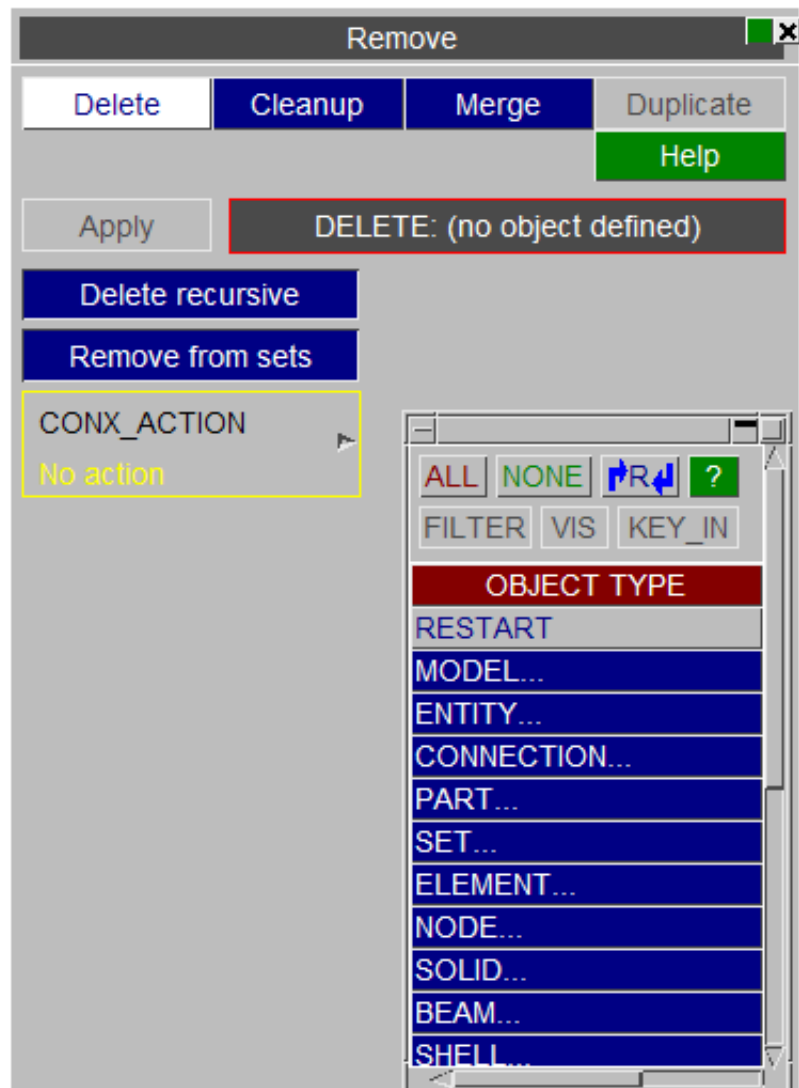 Remove
Delete Cleanup Merge Duplicate
Help
Apply DELETE: (no object defined)
Delete recursive
Remove from sets
CONX_ACTION
No action
ALL NONE R ?
FILTER VIS KEY_IN
OBJECT TYPE
RESTART
MODEL...
ENTITY...
CONNECTION...
PART...
SET...
ELEMENT...
NODE...
SOLID...
BEAM...
SHELL...